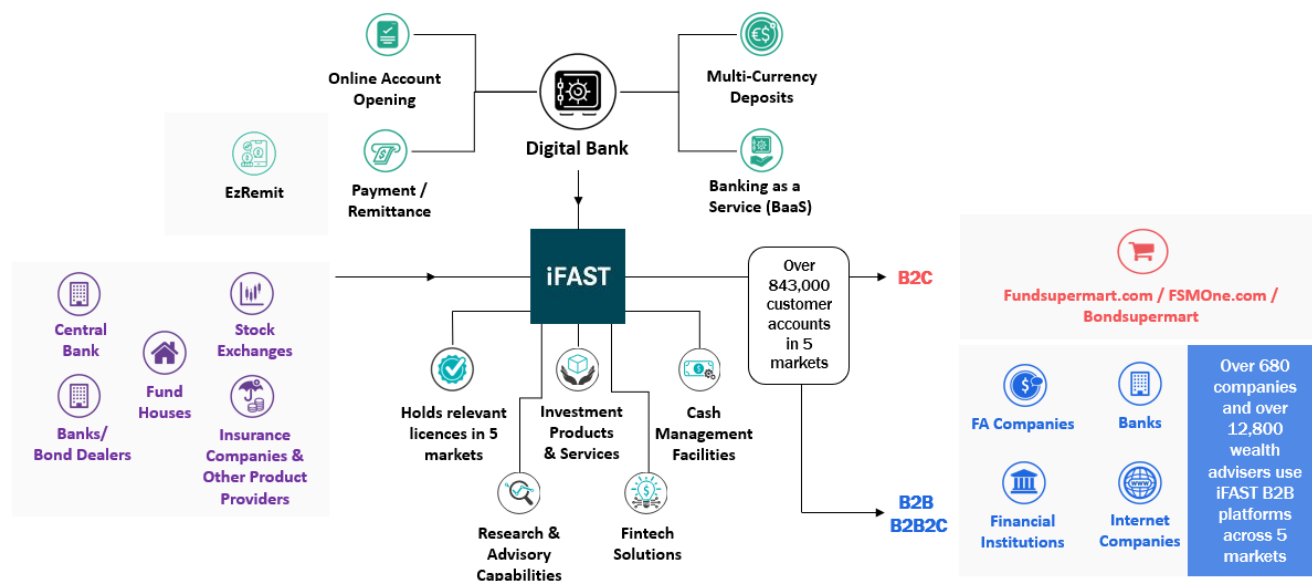 Online Account
Opening
Multi-Currency
Deposits
Digital Bank
EzRemit
Payment /
Remittance
Banking as a
Service (BaaS)
iFAST
Central
Bank
Stock
Exchanges
Fund
Houses
Banks/
Bond Dealers
Insurance
Companies &
Other Product
Providers
Holds relevant
licences in 5
markets
Investment
Products
& Services
Cash
Management
Facilities
Research &
Advisory
Capabilities
Fintech
Solutions
Over
843,000
customer
accounts
in 5
markets
B2C
B2B
B2B2C
Fundsupermart.com / FSMOne.com /
Bondsupermart
FA Companies
Banks
Financial
Institutions
Internet
Companies
Over 680
companies
and over
12,800
wealth
advisers use
iFAST B2B
platforms
across 5
markets